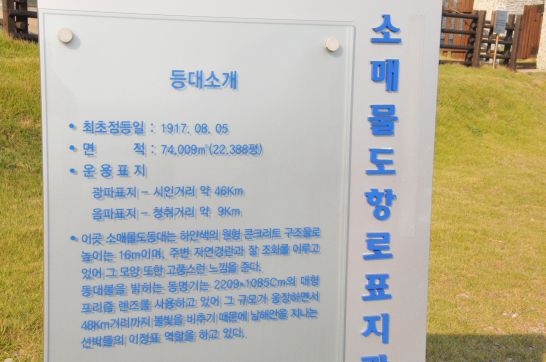 등대소개
• 최초점등일 : 1917. 08. 05
• 면 적 : 74,009㎡(22,388평)
• 운용표지
광파표지 – 시인거리 약 46Km
음파표지 – 청취거리 약 9Km
• 이곳 소매물도등대는 하얀색의 원형 콘크리트 구조물로
높이는 16m이며, 주변 자연경관과 잘 조화를 이루고
있어 그 모양 또한 고풍스런 느낌을 준다.
등대불을 밝히는 등명기는 2209×1085Cm의 대형
프리즘 렌즈를 사용하고 있어 그 규모가 웅장하면서
48Km거리까지 불빛을 비추기 때문에 남해안을 지나는
선박들의 이정표 역할을 하고 있다.
소매물도항로표지관